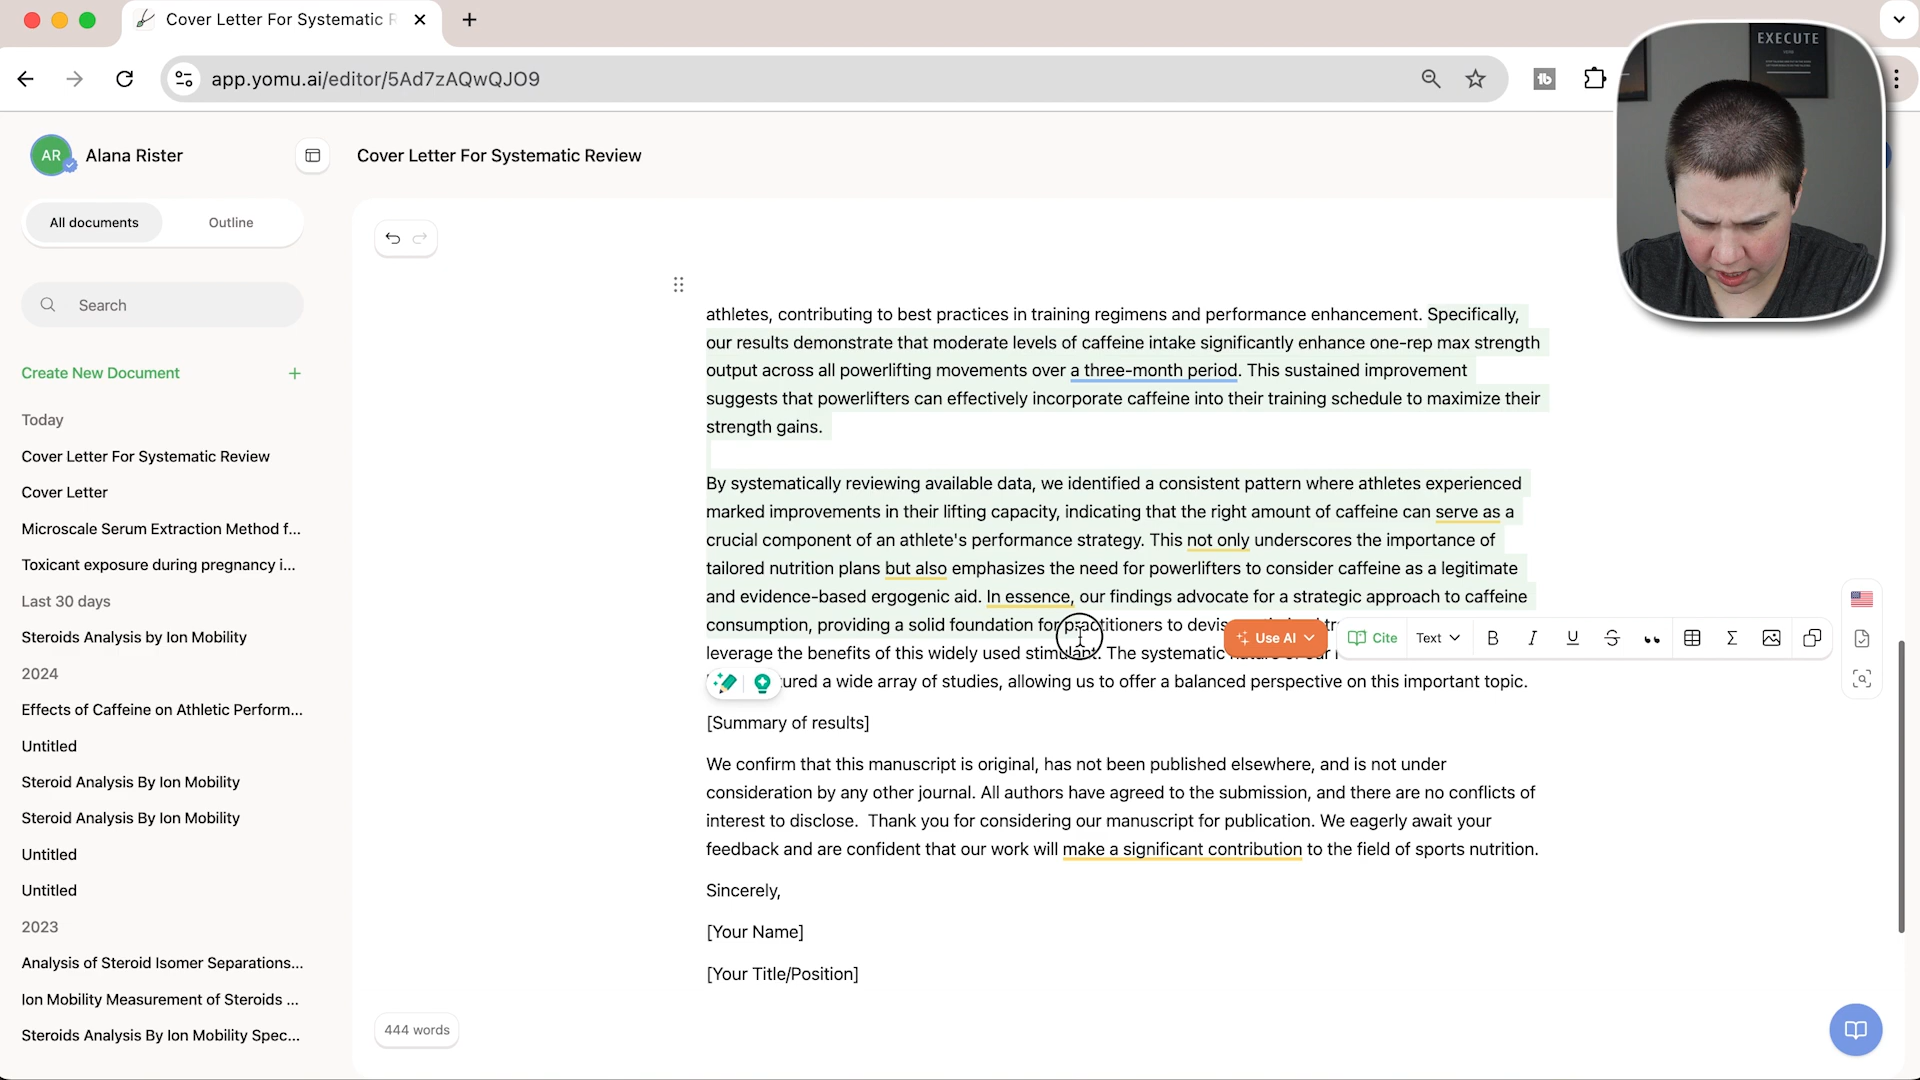 Cover Letter For Systematic R
app.yomu.ai/editor/5Ad7zAQwQJO9
EXECUTE
AR
Alana Rister
Cover Letter For Systematic Review
All documents
Outline
Search
Create New Document
Today
Cover Letter For Systematic Review
Cover Letter
Microscale Serum Extraction Method f...
Toxicant exposure during pregnancy i...
Last 30 days
Steroids Analysis by Ion Mobility
2024
Effects of Caffeine on Athletic Perform...
Untitled
Steroid Analysis By Ion Mobility
Steroid Analysis By Ion Mobility
Untitled
Untitled
2023
Analysis of Steroid Isomer Separations...
Ion Mobility Measurement of Steroids ...
Steroids Analysis By Ion Mobility Spec...
athletes, contributing to best practices in training regimens and performance enhancement. Specifically,
our results demonstrate that moderate levels of caffeine intake significantly enhance one-rep max strength
output across all powerlifting movements over a three-month period. This sustained improvement
suggests that powerlifters can effectively incorporate caffeine into their training schedule to maximize their
strength gains.
By systematically reviewing available data, we identified a consistent pattern where athletes experienced
marked improvements in their lifting capacity, indicating that the right amount of caffeine can serve as a
crucial component of an athlete's performance strategy. This not only underscores the importance of
tailored nutrition plans but also emphasizes the need for powerlifters to consider caffeine as a legitimate
and evidence-based ergogenic aid. In essence, our findings advocate for a strategic approach to caffeine
consumption, providing a solid foundation for practitioners to
leverage the benefits of this widely used stimulant. The systematic nature of our
a wide array of studies, allowing us to offer a balanced perspective on this important topic.
Use AI
Cite
Text
B
I
U
S
Σ
[Summary of results]
We confirm that this manuscript is original, has not been published elsewhere, and is not under
consideration by any other journal. All authors have agreed to the submission, and there are no conflicts of
interest to disclose. Thank you for considering our manuscript for publication. We eagerly await your
feedback and are confident that our work will make a significant contribution to the field of sports nutrition.
Sincerely,
[Your Name]
[Your Title/Position]
444 words